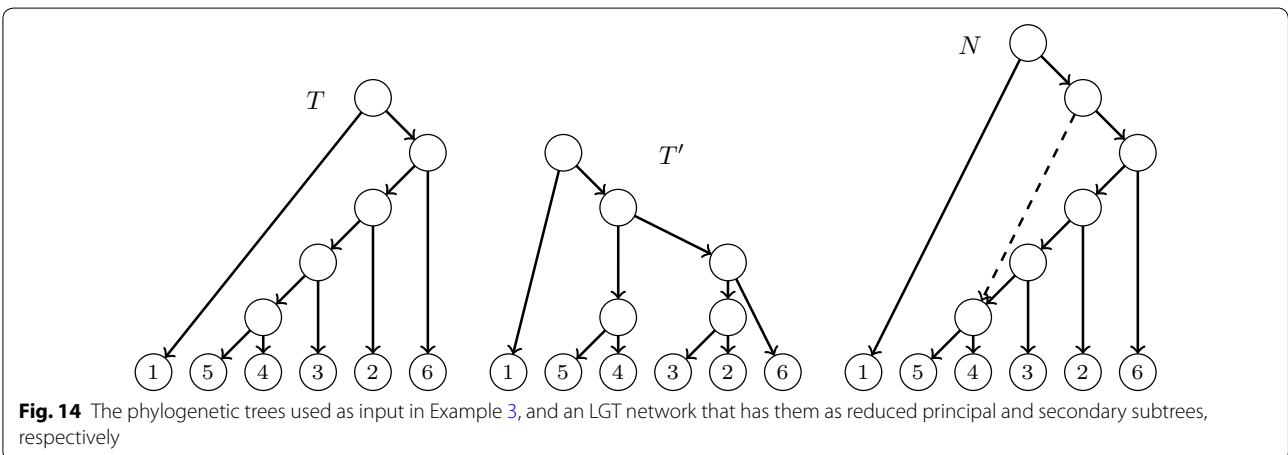 N
T
T′
1 5 4 3 2 6 1 5 4 3 2 6 1 5 4 3 2 6
Fig. 14 The phylogenetic trees used as input in Example 3, and an LGT network that has them as reduced principal and secondary subtrees,
respectively